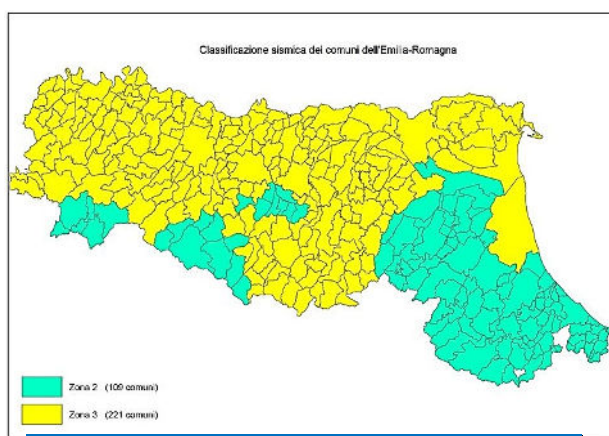 Classificazione sismica dei comuni dell'Emilia-Romagna
Zona 2 (109 comuni)
Zona 3 (221 comuni)